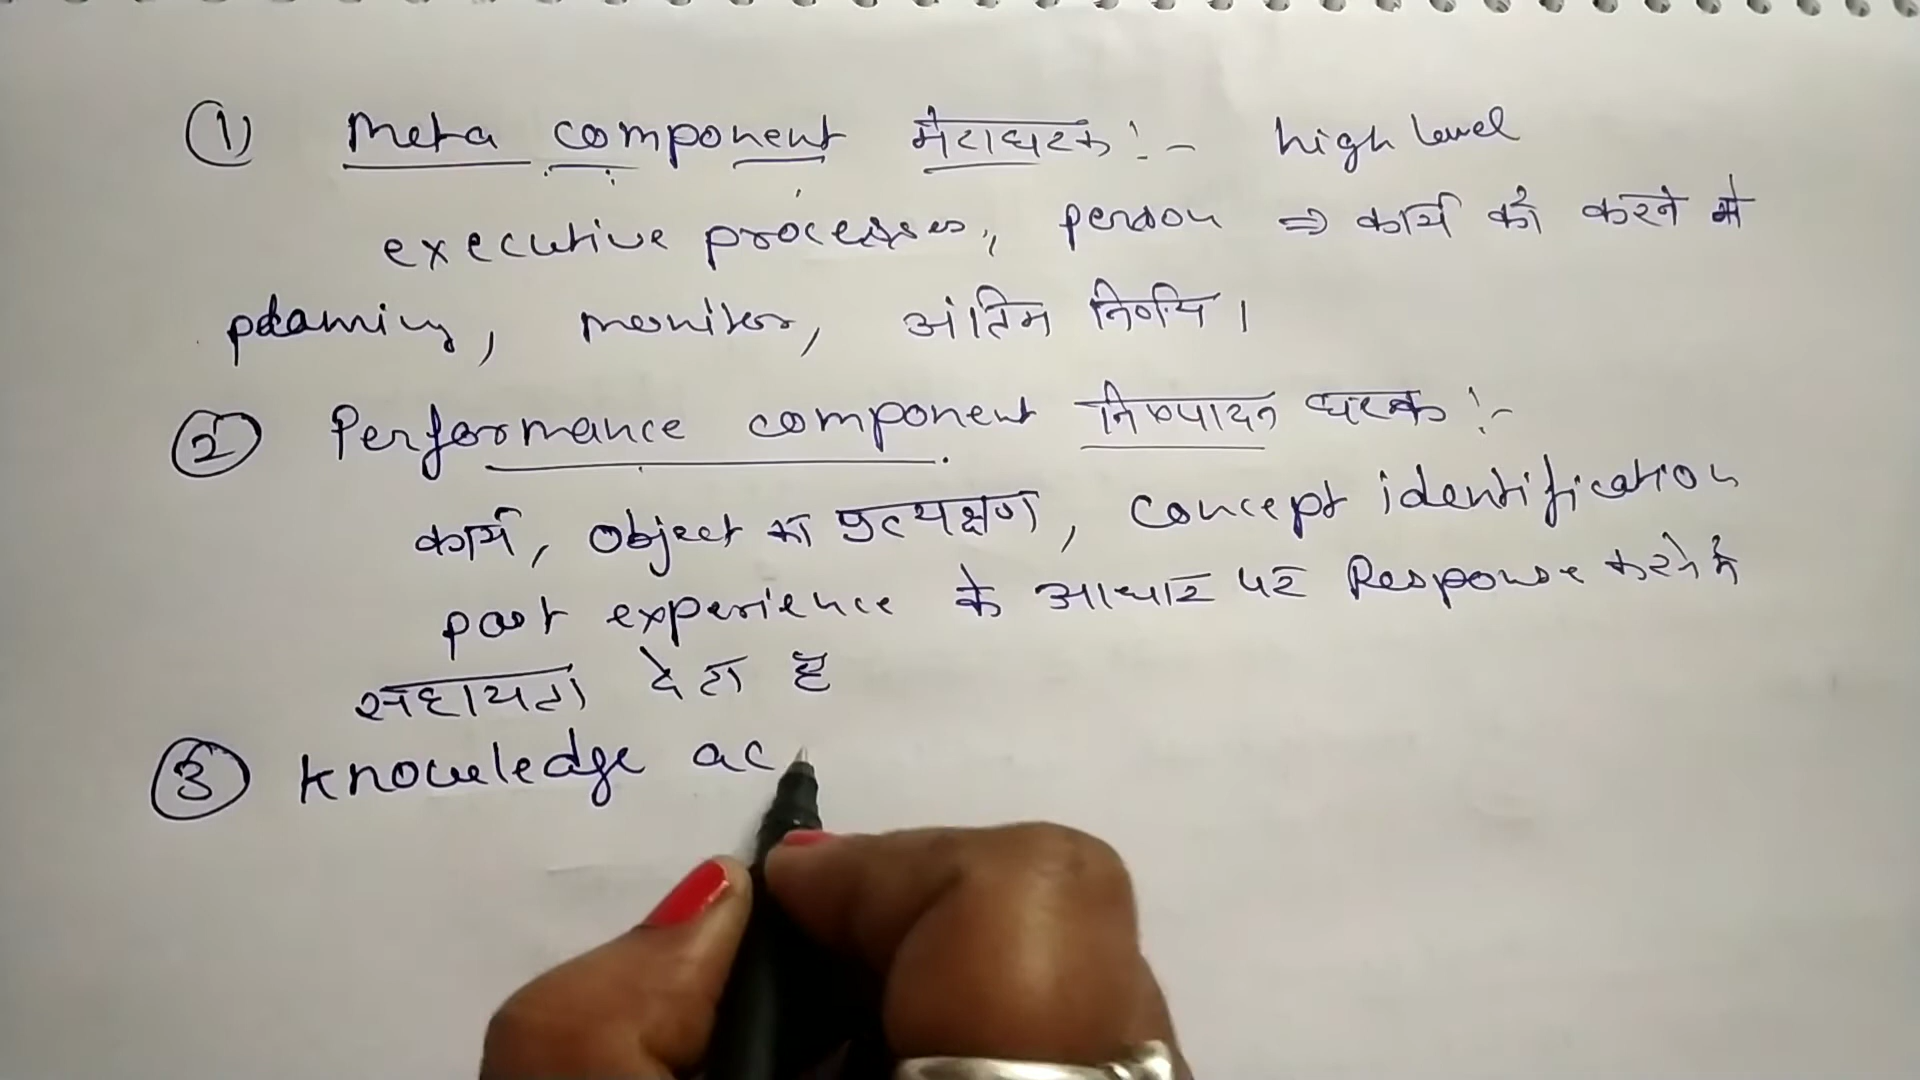 ① Meta component मेटाघटक :- high level
executive processes, person ⇒ कार्य को करने मे
planning, monitor, अंतिम निर्णय ।
② Performance component निष्पादन घटक :-
कार्य, object का प्रत्यक्षण, concept identification
past experience के आधार पर Response करने मे
सहायता देता है
③ Knowledge ac